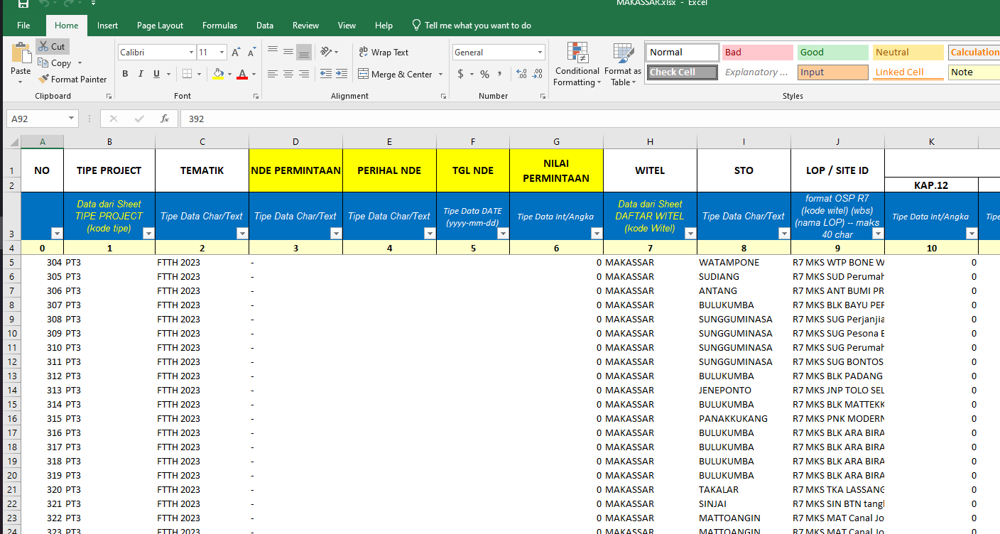 MAKASSAR.xlsx - Excel
File Home Insert Page Layout Formulas Data Review View Help Tell me what you want to do
Paste
Cut
Copy
Format Painter
Clipboard
Calibri 11
B I U
Font
Wrap Text
Merge & Center
Alignment
General
$ % ,
Number
Conditional Formatting
Format as Table
Normal Bad Good Neutral Calculation
Check Cell Explanatory ... Input Linked Cell Note
Styles
A92 fx 392
A B C D E F G H I J K
1 NO TIPE PROJECT TEMATIK NDE PERMINTAAN PERIHAL NDE TGL NDE NILAI PERMINTAAN WITEL STO LOP / SITE ID
2 KAP.12
3 Data dari Sheet TIPE PROJECT (kode tipe) Tipe Data Char/Text Tipe Data Char/Text Tipe Data Char/Text Tipe Data DATE (yyyy-mm-dd) Tipe Data Int/Angka Data dari Sheet DAFTAR WITEL (kode Witel) Tipe Data Char/Text format OSP R7 (kode witel) (wbs) (nama LOP) -- maks 40 char Tipe Data Int/Angka Tipe
4 0 1 2 3 4 5 6 7 8 9 10
5 304 PT3 FTTH 2023 - 0 MAKASSAR WATAMPONE R7 MKS WTP BONE W 0
6 305 PT3 FTTH 2023 - 0 MAKASSAR SUDIANG R7 MKS SUD Perumah 0
7 306 PT3 FTTH 2023 - 0 MAKASSAR ANTANG R7 MKS ANT BUMI PR 0
8 307 PT3 FTTH 2023 - 0 MAKASSAR BULUKUMBA R7 MKS BLK BAYU PER 0
9 308 PT3 FTTH 2023 - 0 MAKASSAR SUNGGUMINASA R7 MKS SUG Perjanjia 0
10 309 PT3 FTTH 2023 - 0 MAKASSAR SUNGGUMINASA R7 MKS SUG Pesona E 0
11 310 PT3 FTTH 2023 - 0 MAKASSAR SUNGGUMINASA R7 MKS SUG Perumah 0
12 311 PT3 FTTH 2023 - 0 MAKASSAR SUNGGUMINASA R7 MKS SUG BONTOS 0
13 312 PT3 FTTH 2023 - 0 MAKASSAR BULUKUMBA R7 MKS BLK PADANG 0
14 313 PT3 FTTH 2023 - 0 MAKASSAR JENEPONTO R7 MKS JNP TOLO SEL 0
15 314 PT3 FTTH 2023 - 0 MAKASSAR BULUKUMBA R7 MKS BLK MATTEKK 0
16 315 PT3 FTTH 2023 - 0 MAKASSAR PANAKKUKANG R7 MKS PNK MODERN 0
17 316 PT3 FTTH 2023 - 0 MAKASSAR BULUKUMBA R7 MKS BLK ARA BIRA 0
18 317 PT3 FTTH 2023 - 0 MAKASSAR BULUKUMBA R7 MKS BLK ARA BIRA 0
19 318 PT3 FTTH 2023 - 0 MAKASSAR BULUKUMBA R7 MKS BLK ARA BIRA 0
20 319 PT3 FTTH 2023 - 0 MAKASSAR BULUKUMBA R7 MKS BLK ARA BIRA 0
21 320 PT3 FTTH 2023 - 0 MAKASSAR TAKALAR R7 MKS TKA LASSANG 0
22 321 PT3 FTTH 2023 - 0 MAKASSAR SINJAI R7 MKS SIN BTN tangl 0
23 322 PT3 FTTH 2023 - 0 MAKASSAR MATTOANGIN R7 MKS MAT Canal Jo 0
24 323 PT3 FTTH 2023 - 0 MAKASSAR MATTOANGIN R7 MKS MAT Canal Jo 0